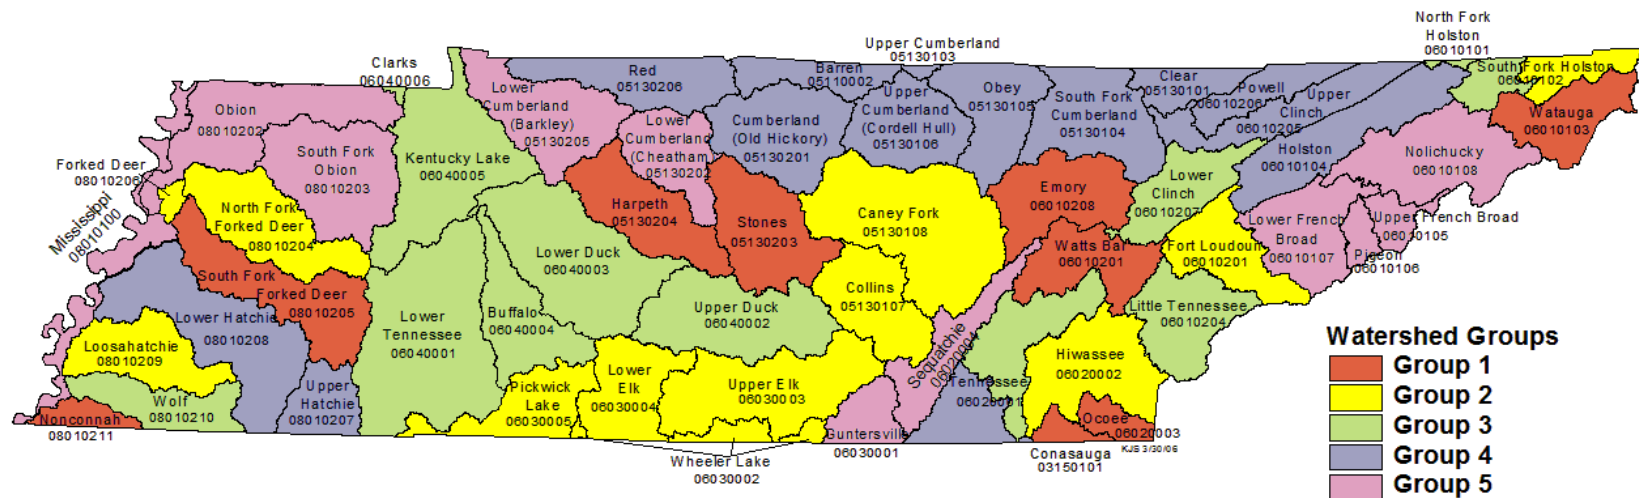 North Fork
Holston
06010101
Upper Cumberland
05130103
Clarks
06040006
Red
05130206
Barren
05110002
Obey
05130105
Clear
05130101
Powell
06010206
Upper
Clinch
06010205
South Fork Holston
06010102
Watauga
06010103
Obion
08010202
Lower
Cumberland
(Barkley)
05130205
Lower
Cumberland
(Cheatham)
05130202
Cumberland
(Old Hickory)
05130201
Upper
Cumberland
(Cordell Hull)
05130106
South Fork
Cumberland
05130104
Holston
06010104
Nolichucky
06010108
Forked Deer
08010206
South Fork
Obion
08010203
Kentucky Lake
06040005
Lower
Clinch
06010207
Mississippi
08010100
North Fork
Forked Deer
08010204
Harpeth
05130204
Stones
05130203
Caney Fork
05130108
Emory
06010208
Lower French
Broad
06010107
Upper French Broad
06010105
Pigeon
06010106
South Fork
Forked Deer
08010205
Lower Duck
06040003
Watts Bar
06010201
Fort Loudoun
06010201
Collins
05130107
Little Tennessee
06010204
Lower Hatchie
08010208
Lower
Tennessee
06040001
Buffalo
06040004
Upper Duck
06040002
Loosahatchie
08010209
Sequatchie
06020004
Hiwassee
06020002
Wolf
08010210
Upper
Hatchie
08010207
Pickwick
Lake
06030005
Lower
Elk
06030004
Upper Elk
06030003
Tennessee
06020001
Nonconnah
08010211
Guntersville
06030001
Ocoee
06020003
KJS 3/30/06
Conasauga
03150101
Wheeler Lake
06030002
Watershed Groups
Group 1
Group 2
Group 3
Group 4
Group 5